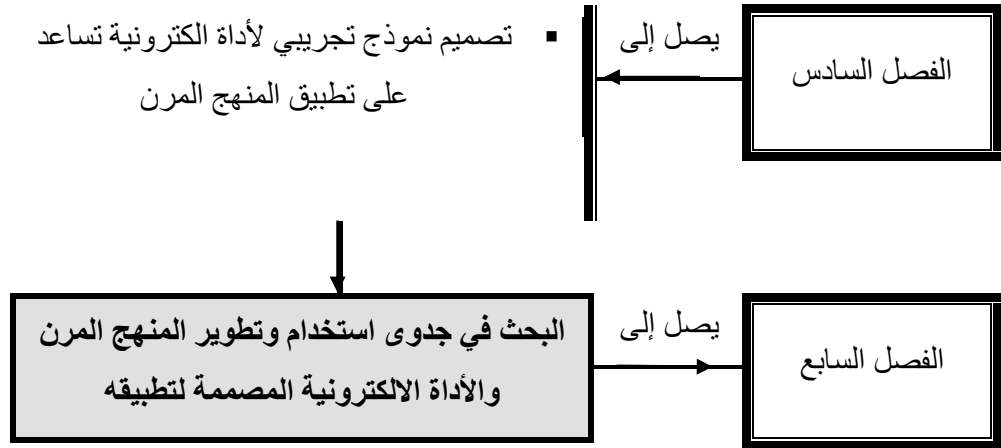 الفصل السادس
يصل إلى
▪ تصميم نموذج تجريبي لأداة الكترونية تساعد
على تطبيق المنهج المرن
الفصل السابع
يصل إلى
البحث في جدوى استخدام وتطوير المنهج المرن
والأداة الالكترونية المصممة لتطبيقه